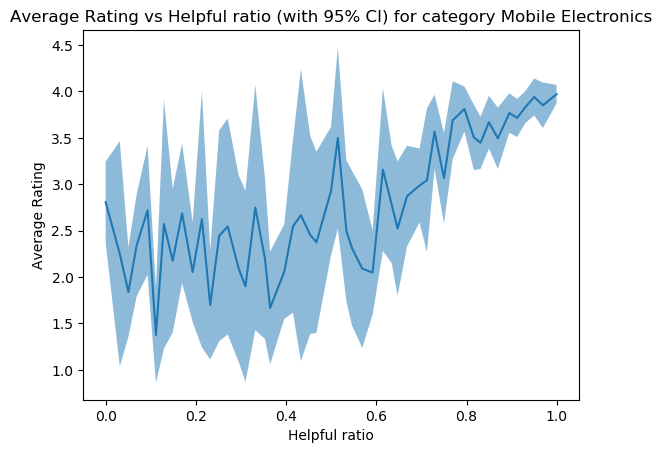 Average Rating vs Helpful ratio (with 95% CI) for category Mobile Electronics
4.5
4.0
3.5
3.0
2.5
2.0
1.5
1.0
Average Rating
0.0 0.2 0.4 0.6 0.8 1.0
Helpful ratio